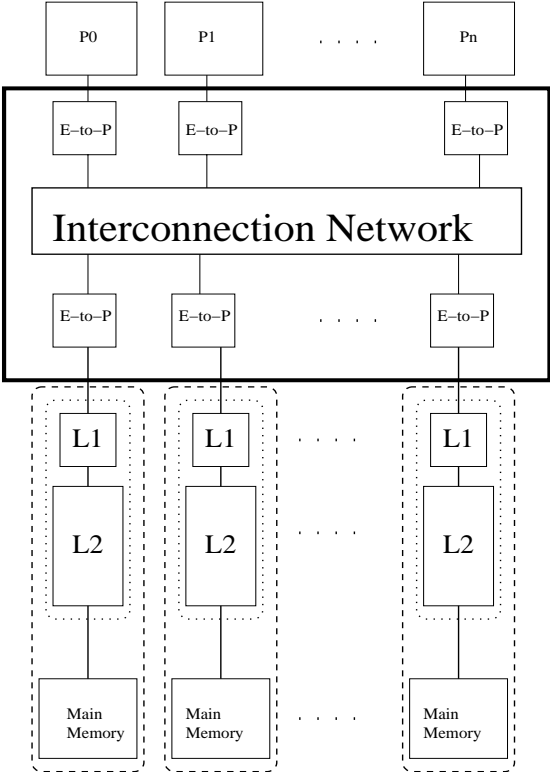 P0 P1 . . . . Pn
E−to−P E−to−P E−to−P
Interconnection Network
E−to−P E−to−P . . . . E−to−P
L1 L1 . . . . L1
L2 L2 . . . . L2
Main Main Main
Memory Memory . . . . Memory